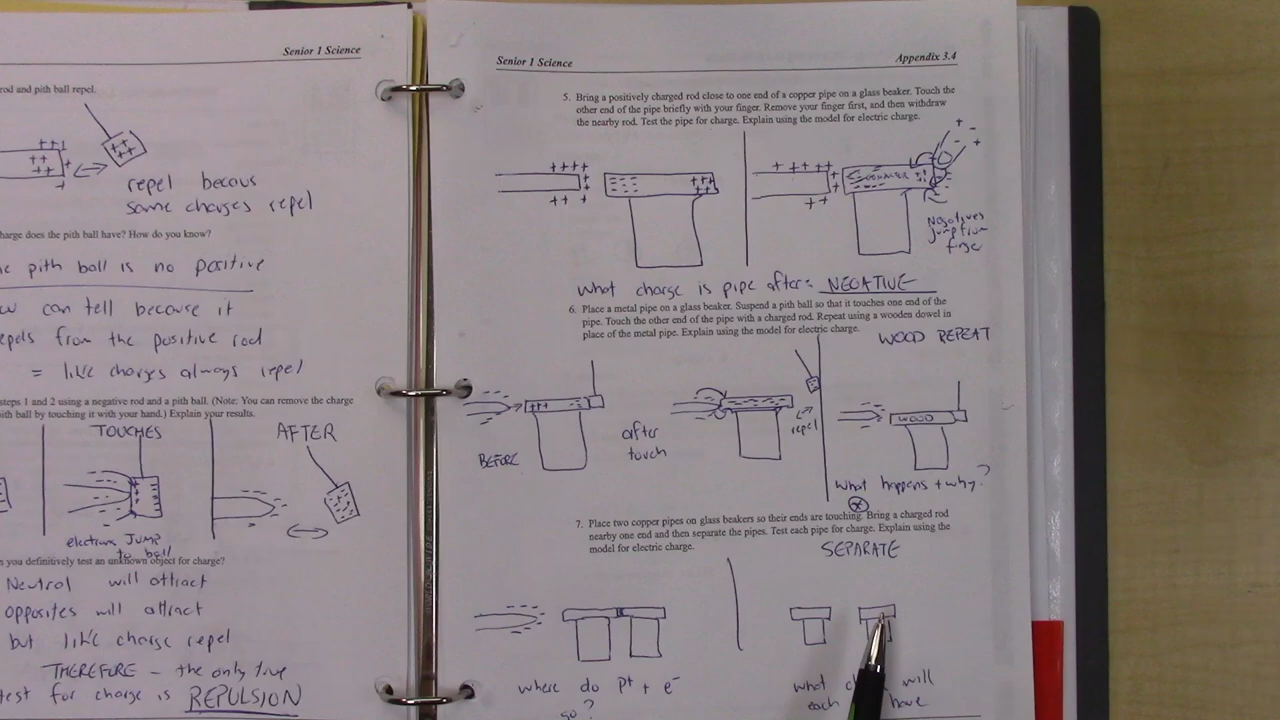 Senior 1 Science
rod and pith ball repel.
repel becaus
same charges repel
charge does the pith ball have? How do you know?
pith ball is no positive
can tell because it
repels from the positive rod
= like charges always repel
steps 1 and 2 using a negative rod and a pith ball. (Note: You can remove the charge
pith ball by touching it with your hand.) Explain your results.
TOUCHES
AFTER
electrons JUMP
to ball
you definitively test an unknown object for charge?
Neutral will attract
opposites will attract
but like charge repel
THEREFORE - the only true
test for charge is REPULSION
Senior 1 Science
Appendix 3.4
5. Bring a positively charged rod close to one end of a copper pipe on a glass beaker. Touch the
other end of the pipe briefly with your finger. Remove your finger first, and then withdraw
the nearby rod. Test the pipe for charge. Explain using the model for electric charge.
Negatives
jump from
finger
What charge is pipe after: NEGATIVE
6. Place a metal pipe on a glass beaker. Suspend a pith ball so that it touches one end of the
pipe. Touch the other end of the pipe with a charged rod. Repeat using a wooden dowel in
place of the metal pipe. Explain using the model for electric charge.
WOOD REPEAT
BEFORE
after
touch
repel
WOOD
what happens + why?
7. Place two copper pipes on glass beakers so their ends are touching. Bring a charged rod
nearby one end and then separate the pipes. Test each pipe for charge. Explain using the
model for electric charge.
SEPARATE
where do p+ + e-
go?
what will
each have